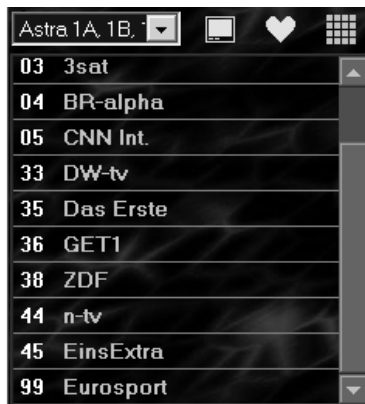 Astra 1A, 1B,
03 3sat
04 BR-alpha
05 CNN Int.
33 DW-tv
35 Das Erste
36 GET1
38 ZDF
44 n-tv
45 EinsExtra
99 Eurosport